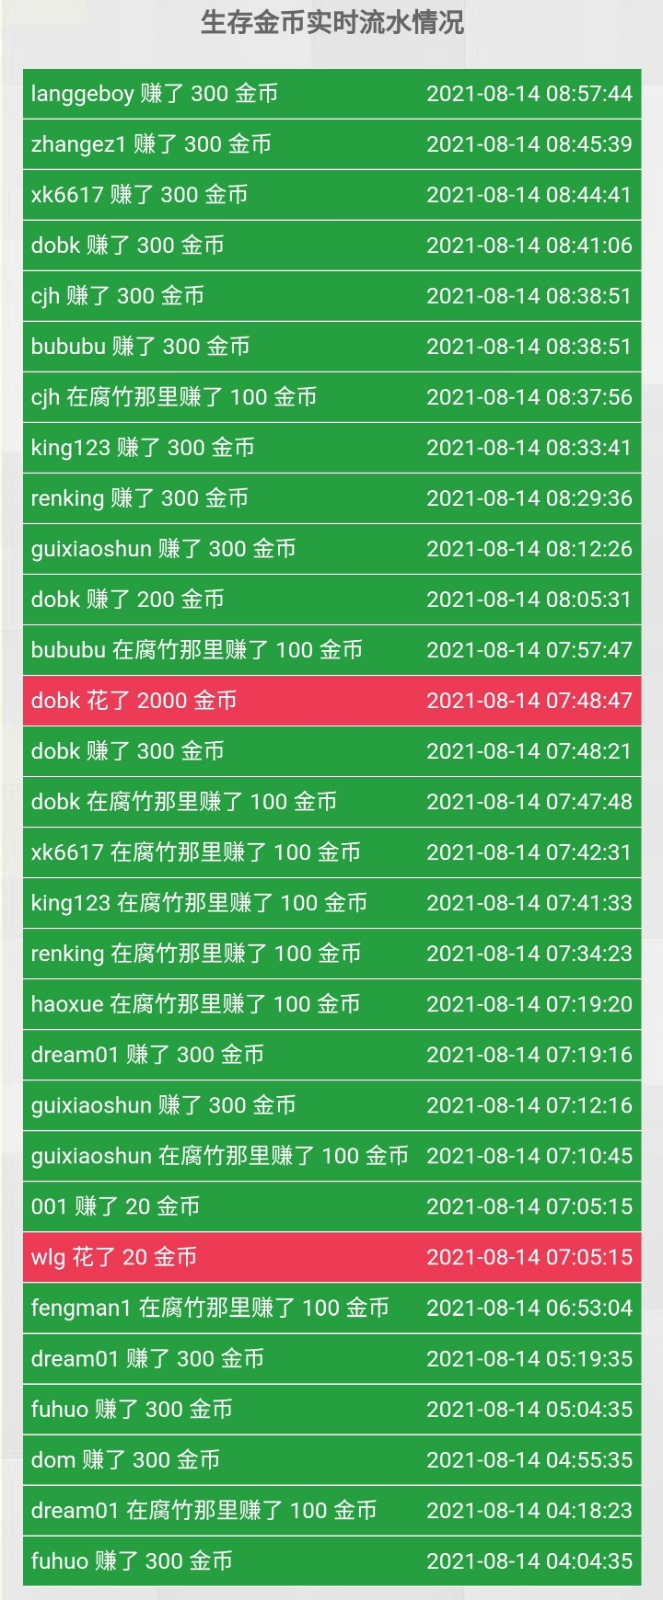 生存金币实时流水情况
langgeboy 赚了 300 金币 2021-08-14 08:57:44
zhangez1 赚了 300 金币 2021-08-14 08:45:39
xk6617 赚了 300 金币 2021-08-14 08:44:41
dobk 赚了 300 金币 2021-08-14 08:41:06
cjh 赚了 300 金币 2021-08-14 08:38:51
bububu 赚了 300 金币 2021-08-14 08:38:51
cjh 在腐竹那里赚了 100 金币 2021-08-14 08:37:56
king123 赚了 300 金币 2021-08-14 08:33:41
renking 赚了 300 金币 2021-08-14 08:29:36
guixiaoshun 赚了 300 金币 2021-08-14 08:12:26
dobk 赚了 200 金币 2021-08-14 08:05:31
bububu 在腐竹那里赚了 100 金币 2021-08-14 07:57:47
dobk 花了 2000 金币 2021-08-14 07:48:47
dobk 赚了 300 金币 2021-08-14 07:48:21
dobk 在腐竹那里赚了 100 金币 2021-08-14 07:47:48
xk6617 在腐竹那里赚了 100 金币 2021-08-14 07:42:31
king123 在腐竹那里赚了 100 金币 2021-08-14 07:41:33
renking 在腐竹那里赚了 100 金币 2021-08-14 07:34:23
haoxue 在腐竹那里赚了 100 金币 2021-08-14 07:19:20
dream01 赚了 300 金币 2021-08-14 07:19:16
guixiaoshun 赚了 300 金币 2021-08-14 07:12:16
guixiaoshun 在腐竹那里赚了 100 金币 2021-08-14 07:10:45
001 赚了 20 金币 2021-08-14 07:05:15
wlg 花了 20 金币 2021-08-14 07:05:15
fengman1 在腐竹那里赚了 100 金币 2021-08-14 06:53:04
dream01 赚了 300 金币 2021-08-14 05:19:35
fuhuo 赚了 300 金币 2021-08-14 05:04:35
dom 赚了 300 金币 2021-08-14 04:55:35
dream01 在腐竹那里赚了 100 金币 2021-08-14 04:18:23
fuhuo 赚了 300 金币 2021-08-14 04:04:35